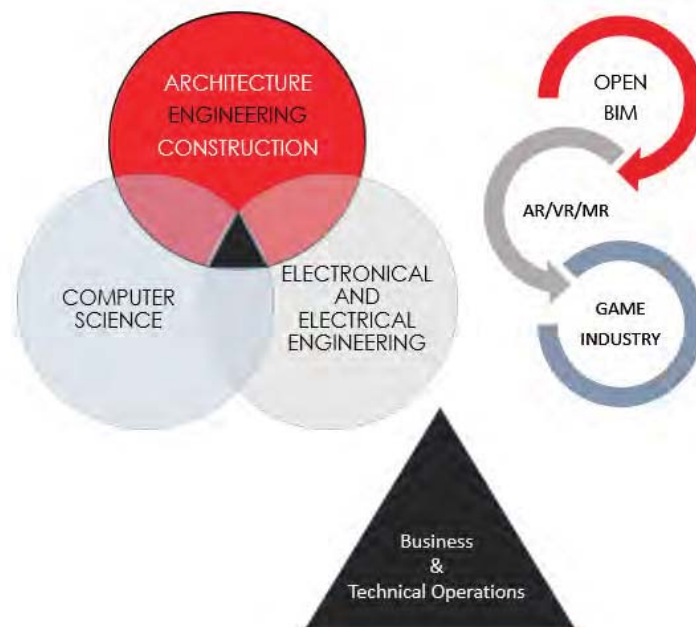 ARCHITECTURE
ENGINEERING
CONSTRUCTION
COMPUTER
SCIENCE
ELECTRONICAL
AND
ELECTRICAL
ENGINEERING
OPEN
BIM
AR/VR/MR
GAME
INDUSTRY
Business
&
Technical Operations